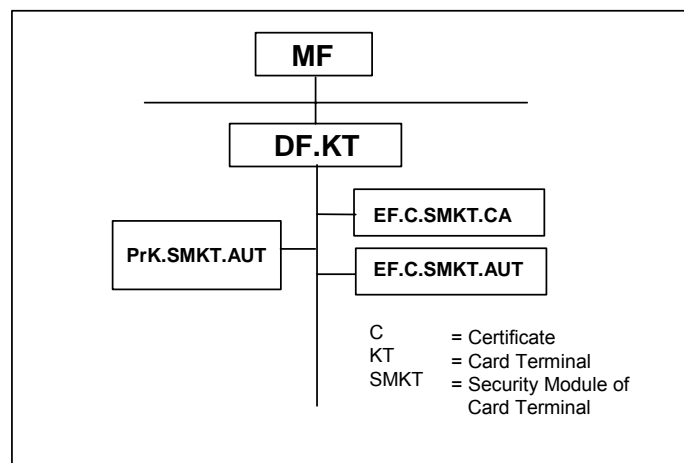 MF
DF.KT
EF.C.SMKT.CA
PrK.SMKT.AUT
EF.C.SMKT.AUT
C = Certificate
KT = Card Terminal
SMKT = Security Module of
Card Terminal